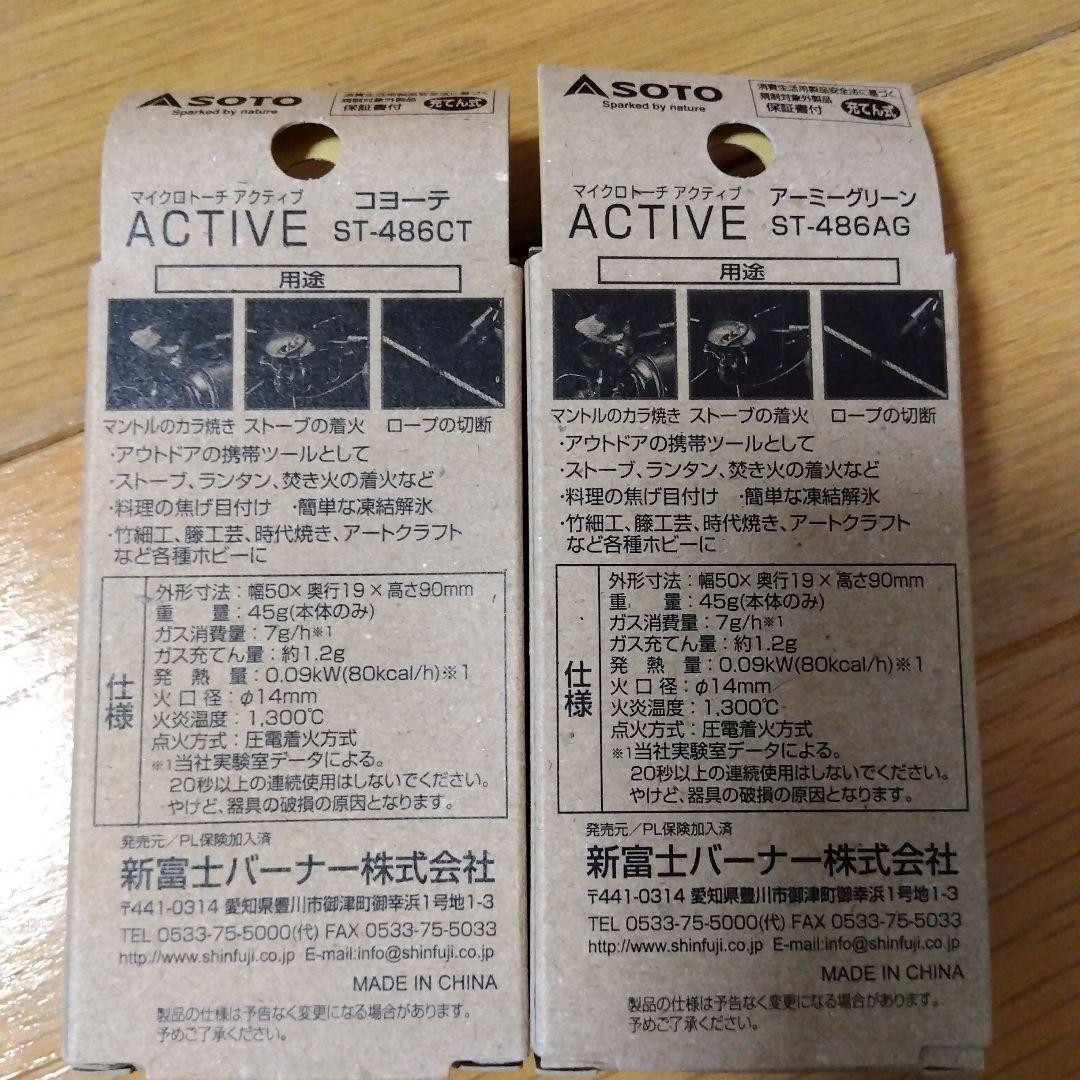 SOTO
Sparked by nature
消費生活用製品安全法に基づく
規制対象外製品
保証書付 充てん式
マイクロトーチ アクティブ
ACTIVE
コヨーテ
ST-486CT
用途
マントルのカラ焼き ストーブの着火 ロープの切断
・アウトドアの携帯ツールとして
・ストーブ、ランタン、焚き火の着火など
・料理の焦げ目付け ・簡単な凍結解氷
・竹細工、籐工芸、時代焼き、アートクラフト
など各種ホビーに
仕様
外形寸法：幅50×奥行19×高さ90mm
重 量：45g(本体のみ)
ガス消費量：7g/h※1
ガス充てん量：約1.2g
発 熱 量：0.09kW(80kcal/h)※1
火 口 径：φ14mm
火炎温度：1,300℃
点火方式：圧電着火方式
※1当社実験室データによる。
20秒以上の連続使用はしないでください。
やけど、器具の破損の原因となります。
発売元／PL保険加入済
新富士バーナー株式会社
〒441-0314 愛知県豊川市御津町御幸浜1号地1-3
TEL 0533-75-5000(代) FAX 0533-75-5033
http://www.shinfuji.co.jp E-mail:info@shinfuji.co.jp
MADE IN CHINA
製品の仕様は予告なく変更になる場合があります。
予めご了承ください。
SOTO
Sparked by nature
消費生活用製品安全法に基づく
規制対象外製品
保証書付 充てん式
マイクロトーチ アクティブ
ACTIVE
アーミーグリーン
ST-486AG
用途
マントルのカラ焼き ストーブの着火 ロープの切断
・アウトドアの携帯ツールとして
・ストーブ、ランタン、焚き火の着火など
・料理の焦げ目付け ・簡単な凍結解氷
・竹細工、籐工芸、時代焼き、アートクラフト
など各種ホビーに
仕様
外形寸法：幅50×奥行19×高さ90mm
重 量：45g(本体のみ)
ガス消費量：7g/h※1
ガス充てん量：約1.2g
発 熱 量：0.09kW(80kcal/h)※1
火 口 径：φ14mm
火炎温度：1,300℃
点火方式：圧電着火方式
※1当社実験室データによる。
20秒以上の連続使用はしないでください。
やけど、器具の破損の原因となります。
発売元／PL保険加入済
新富士バーナー株式会社
〒441-0314 愛知県豊川市御津町御幸浜1号地1-3
TEL 0533-75-5000(代) FAX 0533-75-5033
http://www.shinfuji.co.jp E-mail:info@shinfuji.co.jp
MADE IN CHINA
製品の仕様は予告なく変更になる場合があります。
予めご了承ください。